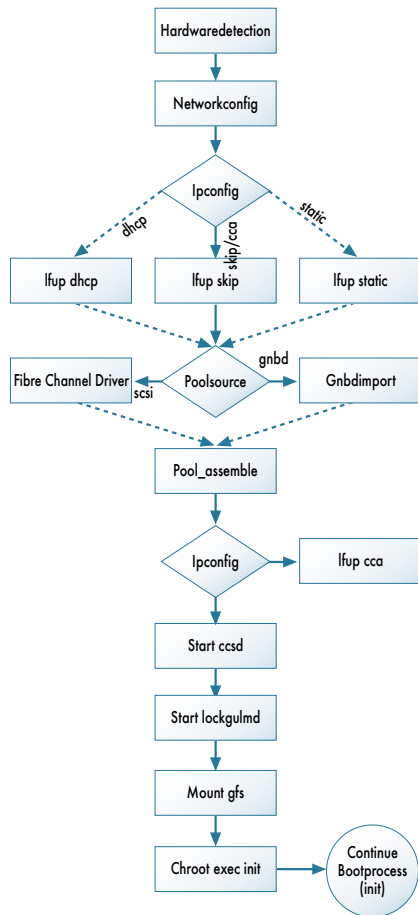 Hardwaredetection
Networkconfig
Ipconfig
dhcp
skip/cca
static
Ifup dhcp
Ifup skip
Ifup static
Poolsource
scsi
gnbd
Fibre Channel Driver
Gnbdimport
Pool_assemble
Ipconfig
Ifup cca
Start ccsd
Start lockgulmd
Mount gfs
Chroot exec init
Continue
Bootprocess
(init)